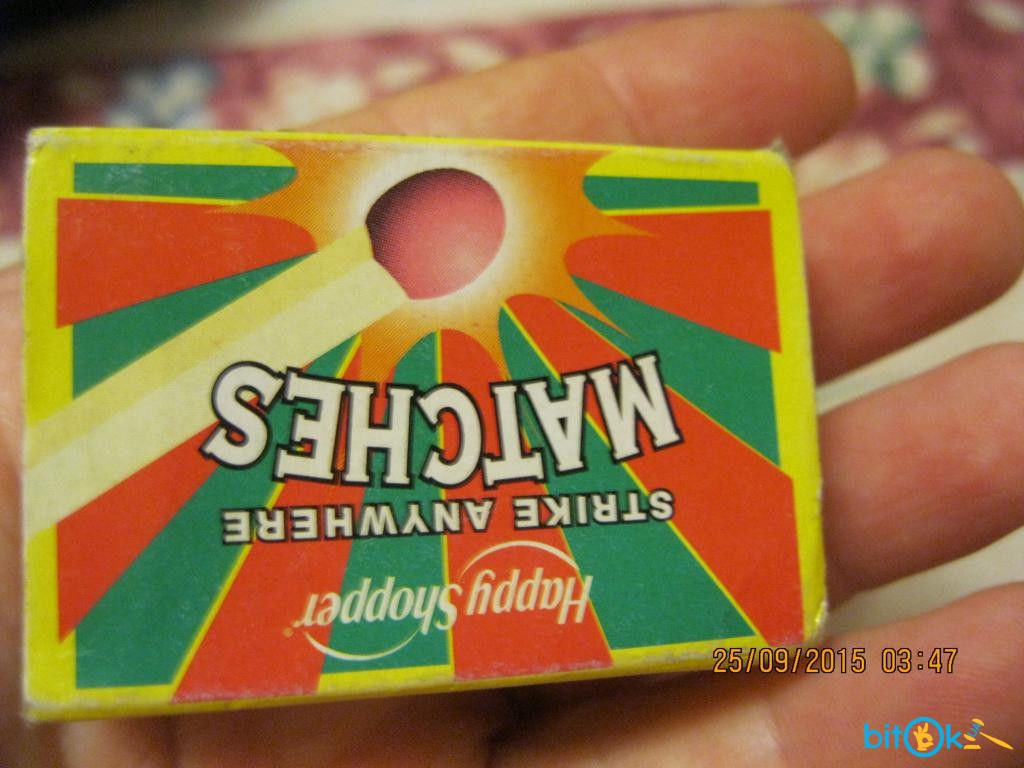 Happy Shopper
STRIKE ANYWHERE
MATCHES
25/09/2015 03:47
bitOk